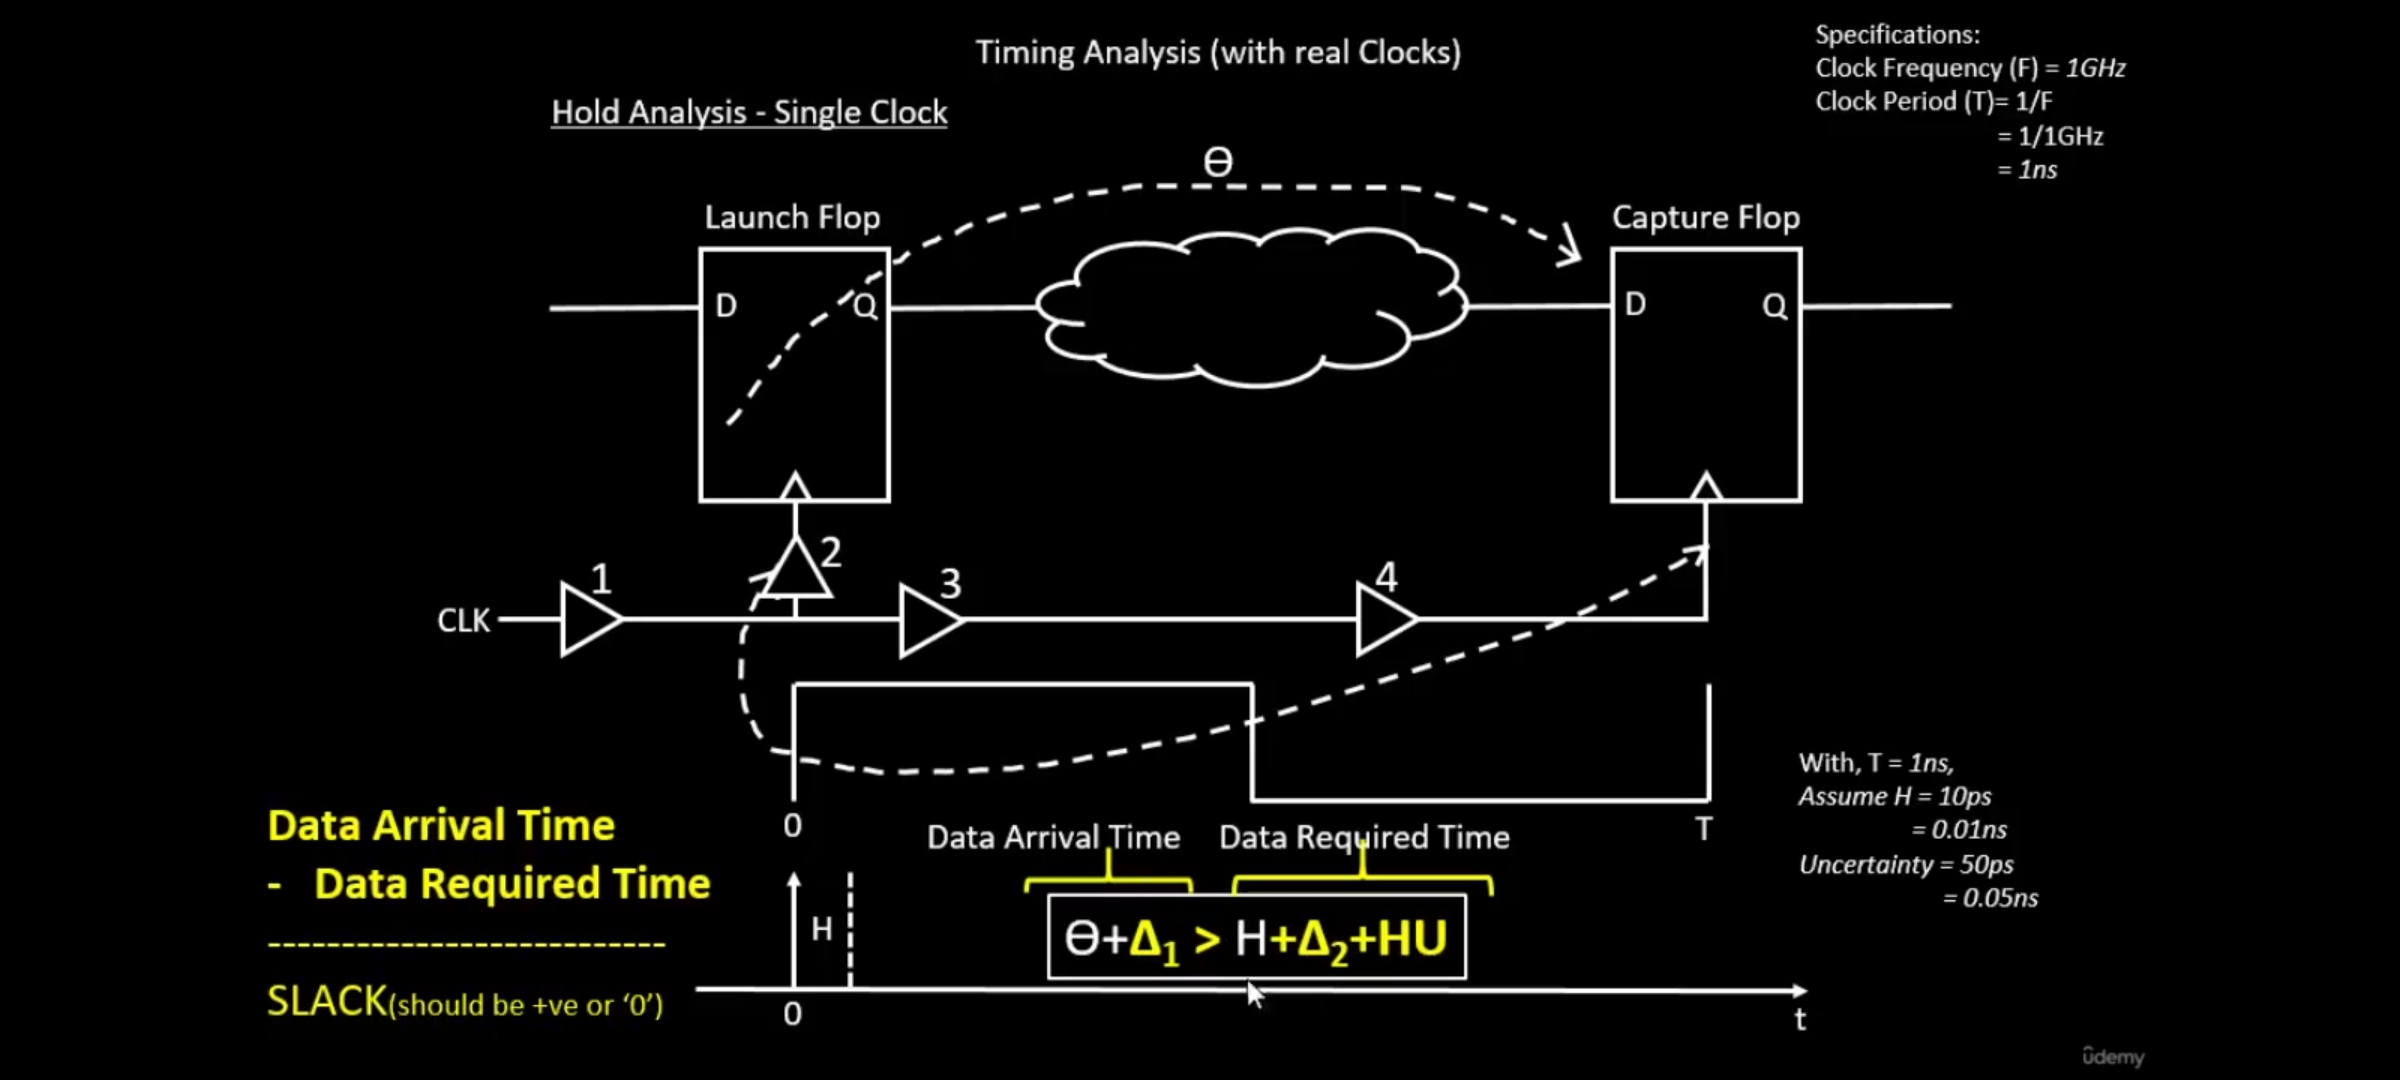 Timing Analysis (with real Clocks)
Specifications:
Clock Frequency (F) = 1GHz
Clock Period (T)= 1/F
= 1/1GHz
= 1ns
Hold Analysis - Single Clock
Ө
Launch Flop
Capture Flop
D Q
D Q
1
2
3
4
CLK
0
T
With, T = 1ns,
Assume H = 10ps
= 0.01ns
Uncertainty = 50ps
= 0.05ns
Data Arrival Time
- Data Required Time
---------------------------
SLACK(should be +ve or ‘0’)
Data Arrival Time Data Required Time
H
Ө+Δ₁ > H+Δ₂+HU
0
t
ûdemy